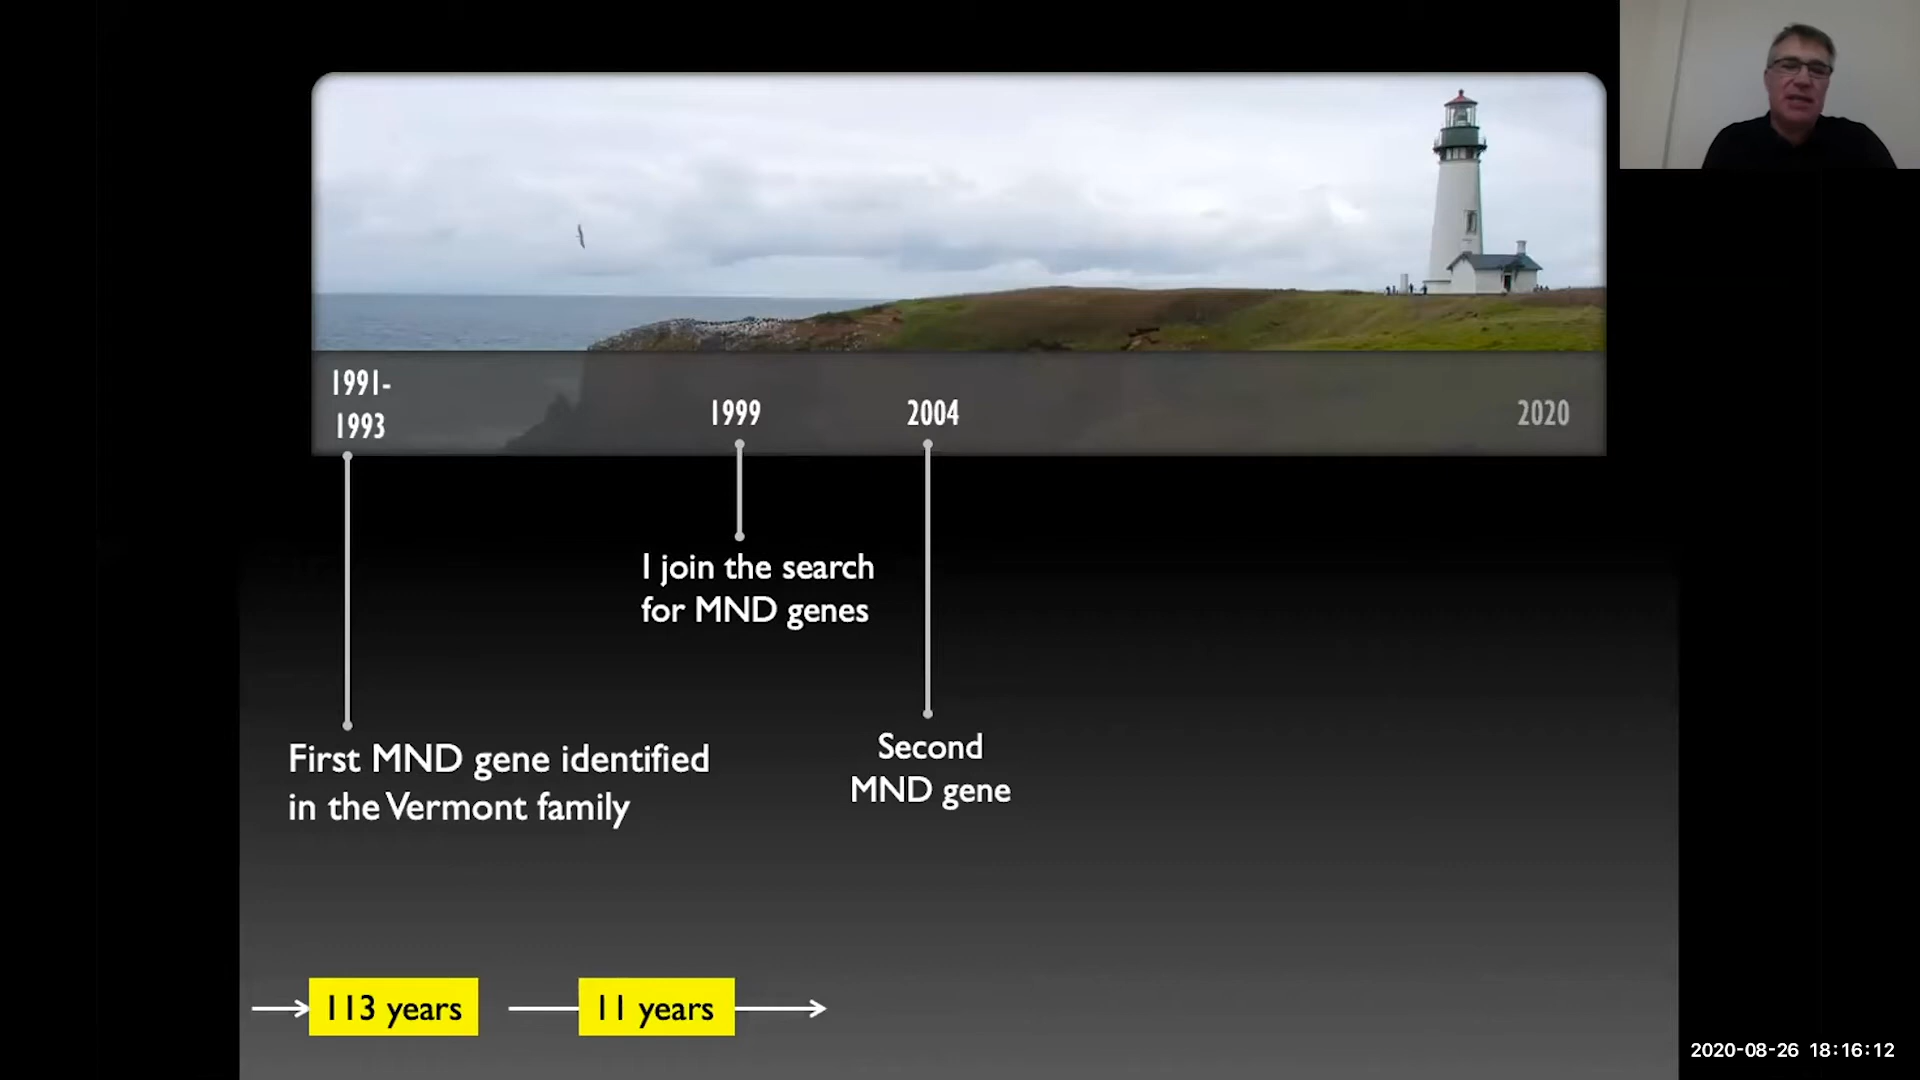 1991-
1993
1999
2004
2020
I join the search
for MND genes
First MND gene identified
in the Vermont family
Second
MND gene
113 years
11 years
2020-08-26 18:16:12